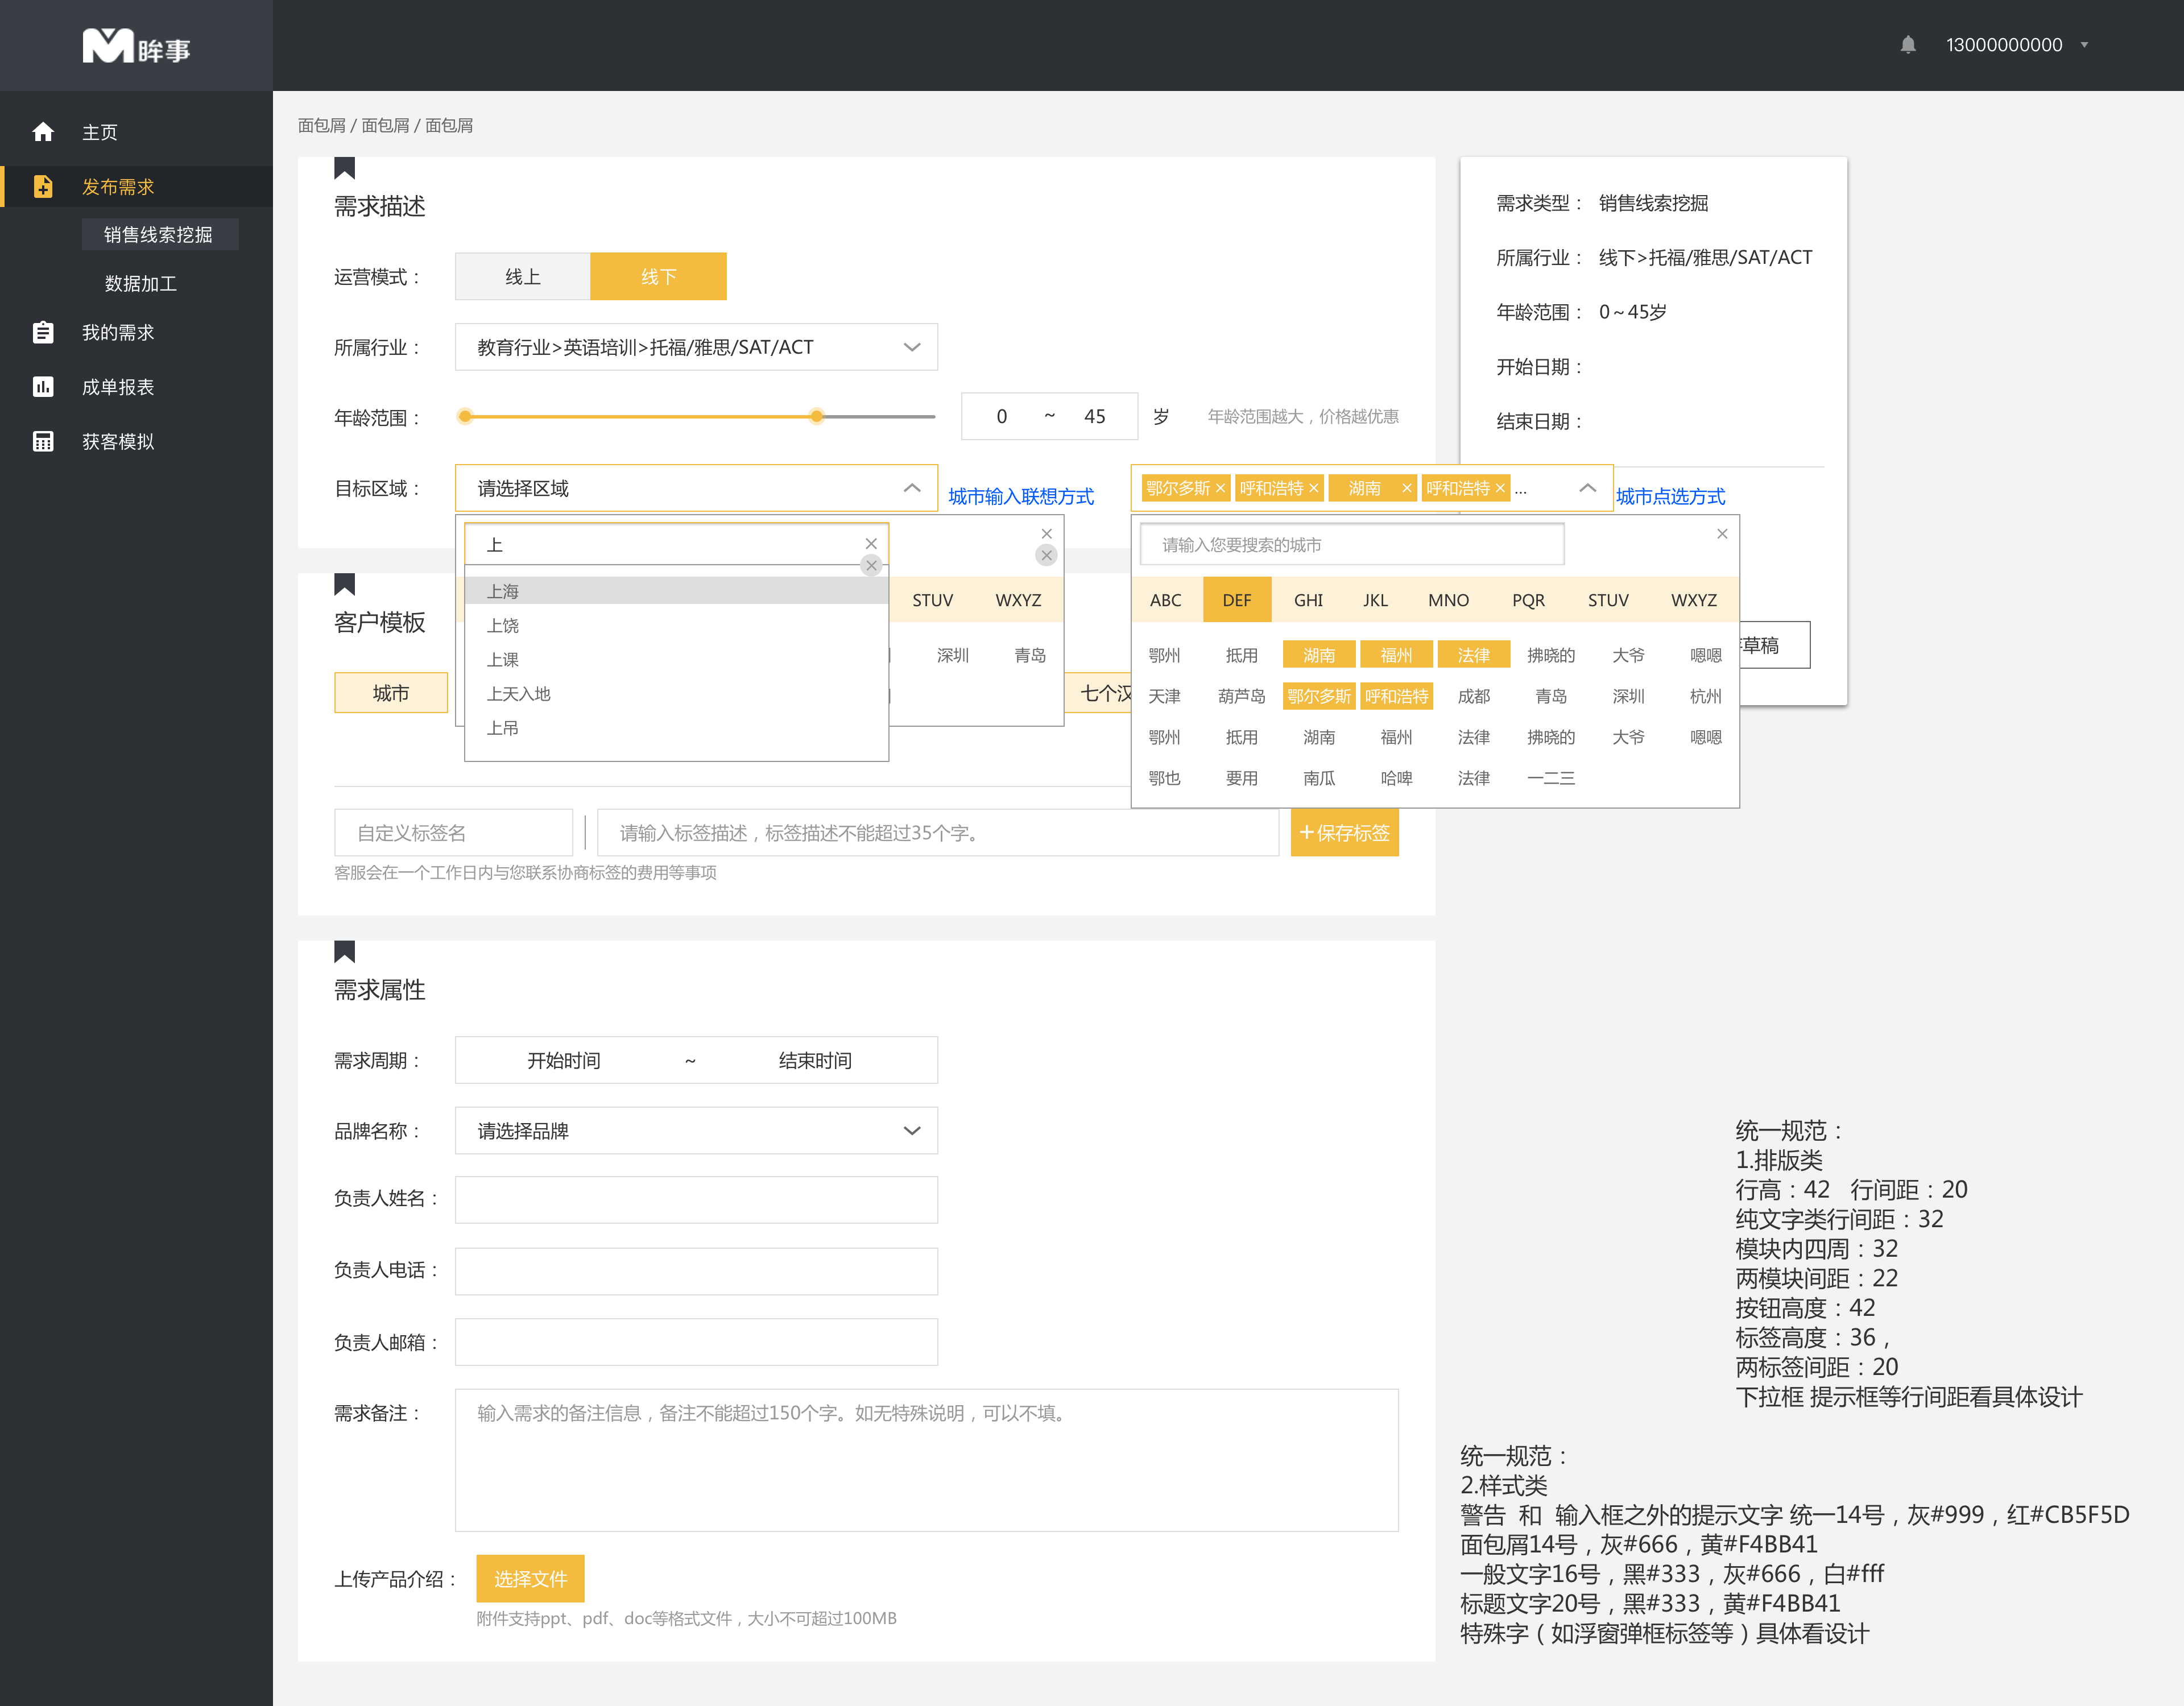 M眸事
13000000000
主页
发布需求
销售线索挖掘
数据加工
我的需求
成单报表
获客模拟
面包屑 / 面包屑 / 面包屑
需求描述
运营模式：
线上
线下
所属行业：
教育行业>英语培训>托福/雅思/SAT/ACT
年龄范围：
0 ~ 45
岁
年龄范围越大，价格越优惠
目标区域：
请选择区域
城市输入联想方式
上
上海
上饶
上课
上天入地
上吊
STUV WXYZ
深圳 青岛
鄂尔多斯 呼和浩特 湖南 呼和浩特 ...
城市点选方式
请输入您要搜索的城市
ABC DEF GHI JKL MNO PQR STUV WXYZ
鄂州 抵用 湖南 福州 法律 拂晓的 大爷 嗯嗯
天津 葫芦岛 鄂尔多斯 呼和浩特 成都 青岛 深圳 杭州
鄂州 抵用 湖南 福州 法律 拂晓的 大爷 嗯嗯
鄂也 要用 南瓜 哈啤 法律 一二三
需求类型： 销售线索挖掘
所属行业： 线下>托福/雅思/SAT/ACT
年龄范围： 0～45岁
开始日期：
结束日期：
草稿
客户模板
城市
七个汉
自定义标签名
请输入标签描述，标签描述不能超过35个字。
+保存标签
客服会在一个工作日内与您联系协商标签的费用等事项
需求属性
需求周期：
开始时间 ~ 结束时间
品牌名称：
请选择品牌
负责人姓名：
负责人电话：
负责人邮箱：
需求备注：
输入需求的备注信息，备注不能超过150个字。如无特殊说明，可以不填。
上传产品介绍：
选择文件
附件支持ppt、pdf、doc等格式文件，大小不可超过100MB
统一规范：
1.排版类
行高：42 行间距：20
纯文字类行间距：32
模块内四周：32
两模块间距：22
按钮高度：42
标签高度：36，
两标签间距：20
下拉框 提示框等行间距看具体设计
统一规范：
2.样式类
警告 和 输入框之外的提示文字 统一14号，灰#999，红#CB5F5D
面包屑14号，灰#666，黄#F4BB41
一般文字16号，黑#333，灰#666，白#fff
标题文字20号，黑#333，黄#F4BB41
特殊字（如浮窗弹框标签等）具体看设计